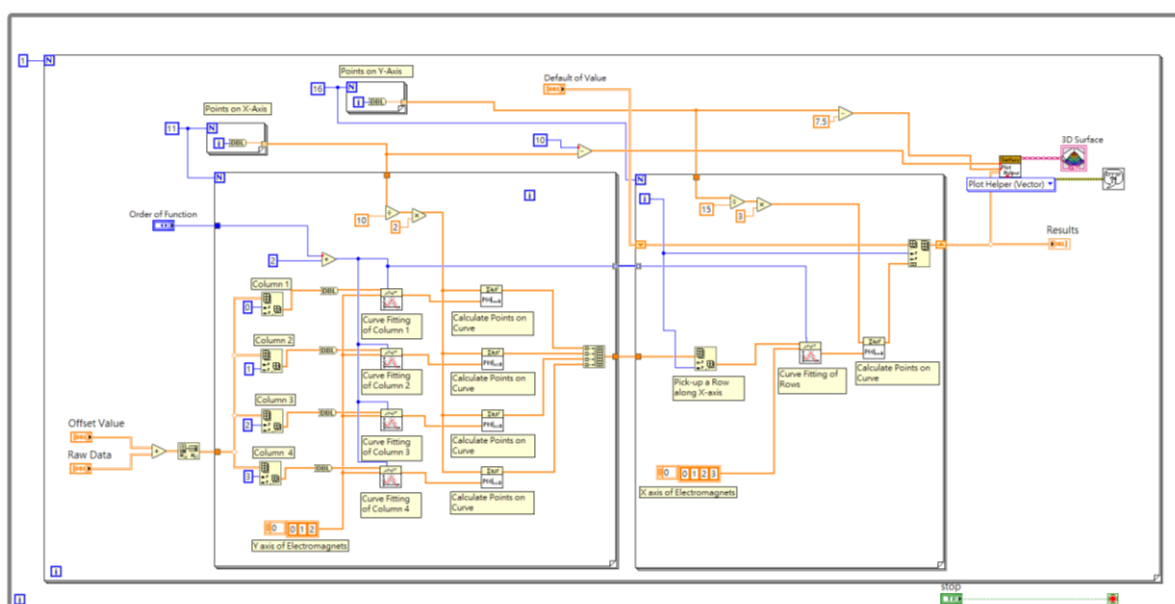 1
N
Points on Y-Axis
16
N
i
DBL
Default of Value
DBL
Points on X-Axis
11
N
i
DBL
7.5
10
3D Surface
Plot Helper (Vector)
N
i
10
2
N
i
15
3
Order of Function
2
Results
DBL
Column 1
DBL
0
Curve Fitting
of Column 1
Calculate Points on
Curve
Column 2
DBL
1
Curve Fitting
of Column 2
Calculate Points on
Curve
Pick-up a Row
along X-axis
Curve Fitting of
Rows
Calculate Points on
Curve
Column 3
DBL
2
Curve Fitting
of Column 3
Calculate Points on
Curve
Offset Value
DBL
Raw Data
DBL
Column 4
DBL
3
Curve Fitting
of Column 4
Calculate Points on
Curve
0 0 1 2 3
X axis of Electromagnets
0 0 1 2
Y axis of Electromagnets
i
stop
TF
i